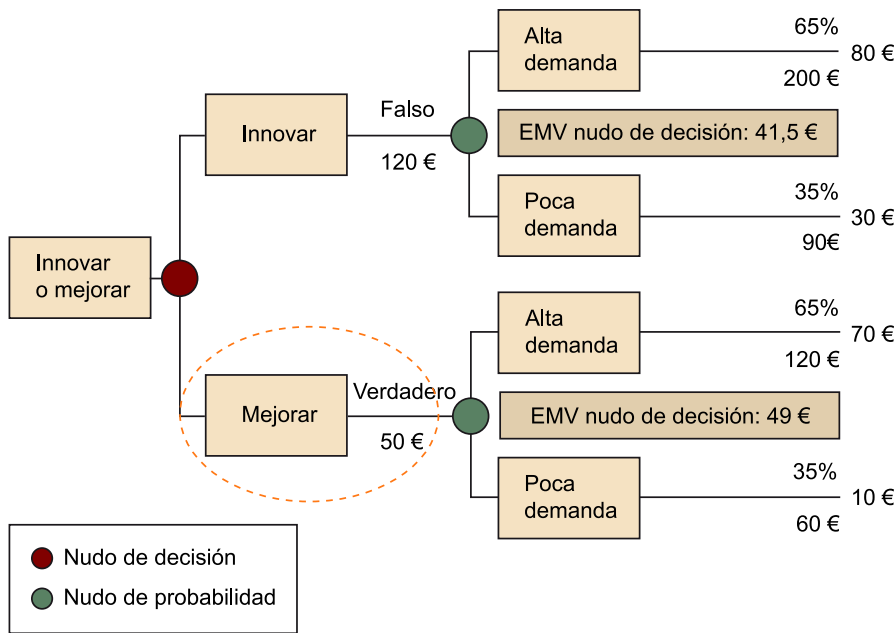 Alta
demanda
65%
200 €
80 €
Innovar
Falso
120 €
EMV nudo de decisión: 41,5 €
Poca
demanda
35%
90€
30 €
Innovar
o mejorar
Alta
demanda
65%
120 €
70 €
Mejorar
Verdadero
50 €
EMV nudo de decisión: 49 €
Poca
demanda
35%
60 €
10 €
Nudo de decisión
Nudo de probabilidad